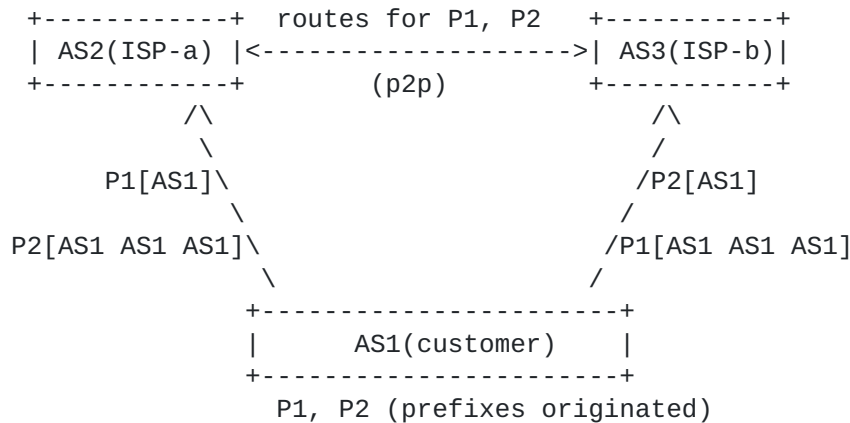 +------------+  routes for P1, P2   +-----------+
| AS2(ISP-a) |<-------------------->| AS3(ISP-b)|
+------------+        (p2p)         +-----------+
          /\                            /\
           \                            /
     P1[AS1]\                          /P2[AS1]
             \                        /
P2[AS1 AS1 AS1]\                     /P1[AS1 AS1 AS1]
               \                    /
              +-----------------------+
              |      AS1(customer)    |
              +-----------------------+
                P1, P2 (prefixes originated)